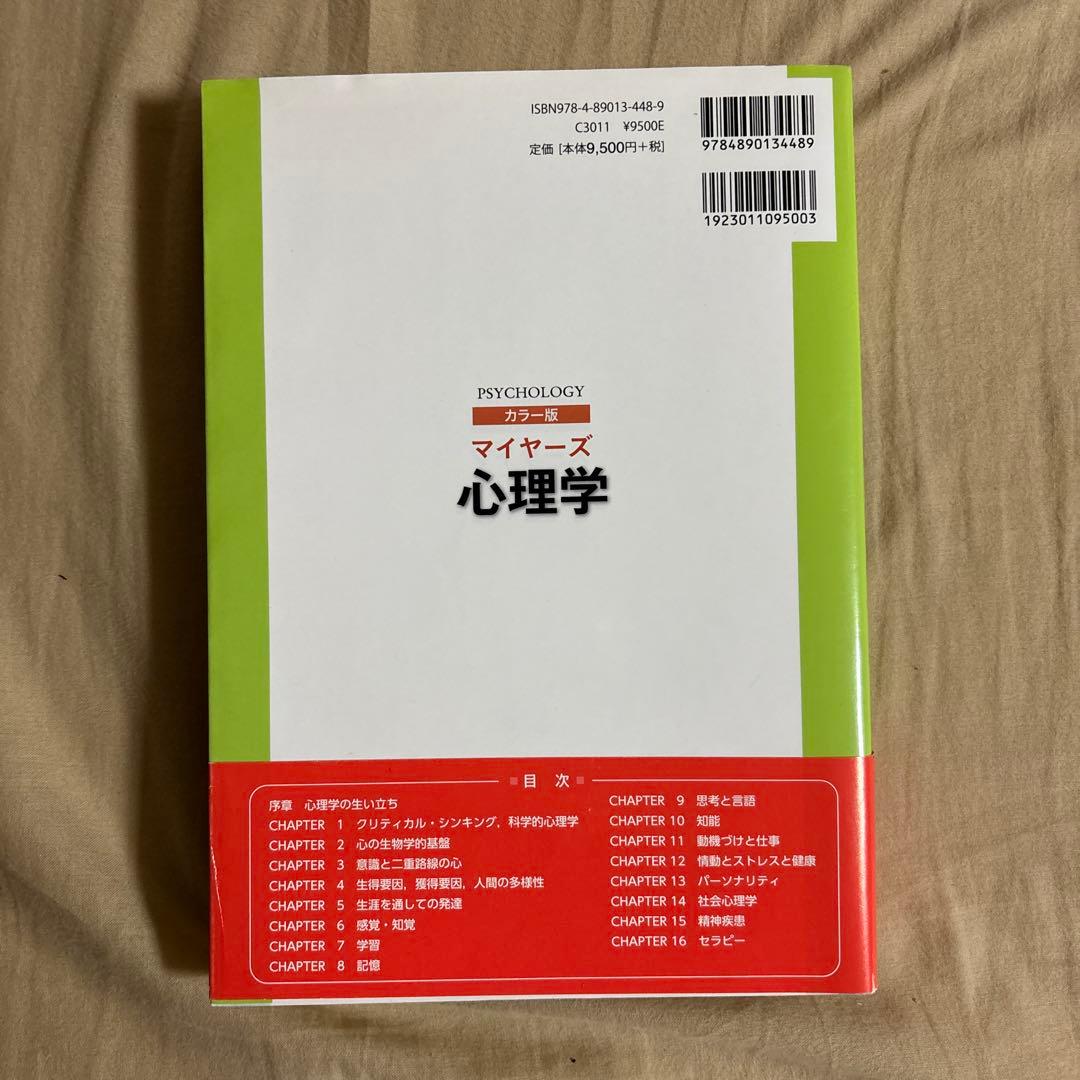 ISBN978-4-89013-448-9
C3011 ¥9500E
定価 [本体9,500円+税]
9784890134489
1923011095003
PSYCHOLOGY
カラー版
マイヤーズ
心理学
目 次
序章 心理学の生い立ち
CHAPTER 1 クリティカル・シンキング,科学的心理学
CHAPTER 2 心の生物学的基盤
CHAPTER 3 意識と二重路線の心
CHAPTER 4 生得要因,獲得要因,人間の多様性
CHAPTER 5 生涯を通しての発達
CHAPTER 6 感覚・知覚
CHAPTER 7 学習
CHAPTER 8 記憶
CHAPTER 9 思考と言語
CHAPTER 10 知能
CHAPTER 11 動機づけと仕事
CHAPTER 12 情動とストレスと健康
CHAPTER 13 パーソナリティ
CHAPTER 14 社会心理学
CHAPTER 15 精神疾患
CHAPTER 16 セラピー